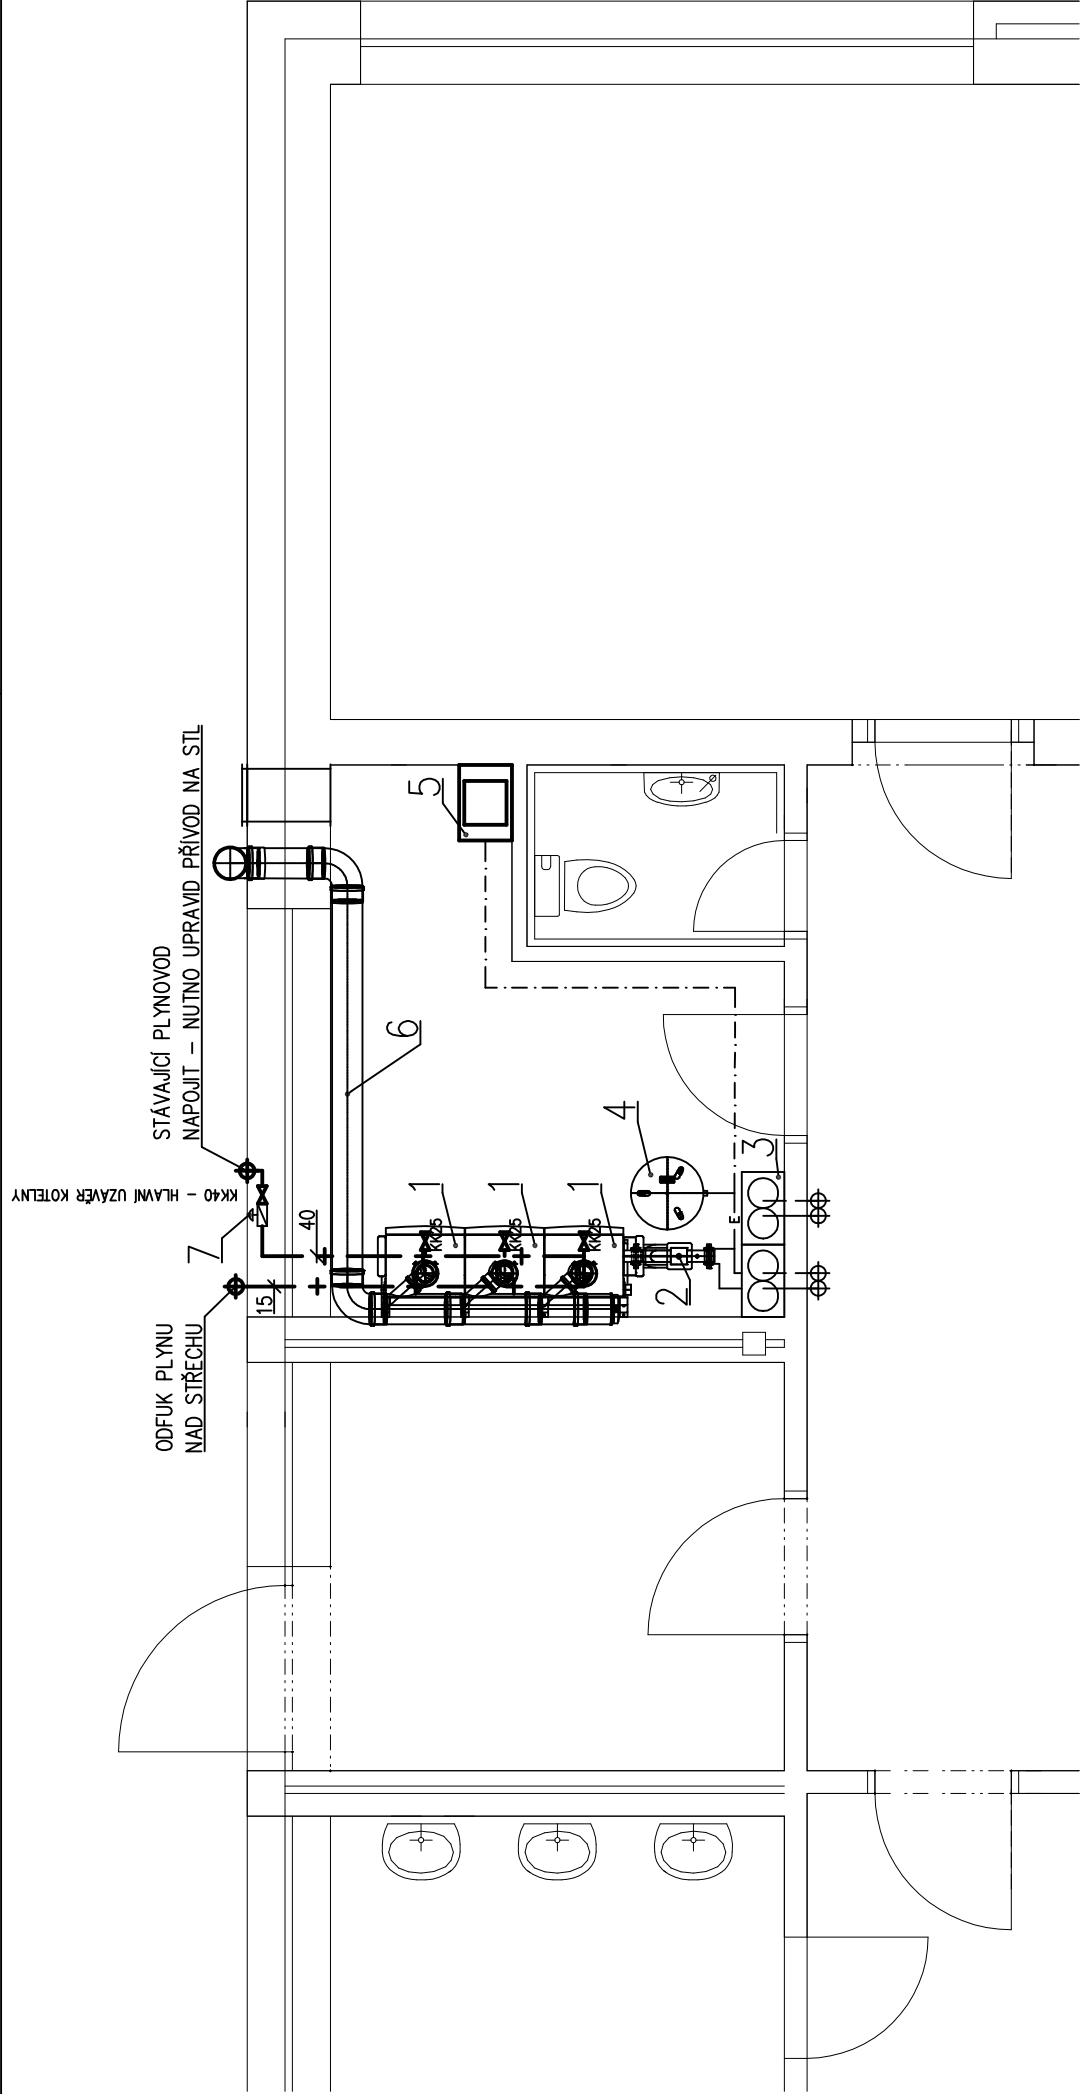 STÁVAJÍCÍ PLYNOVOD
NAPOJIT – NUTNO UPRAVID PŘÍVOD NA STL
KK40 – HLAVNÍ UZÁVĚR KOTELNY
ODFUK PLYNU
NAD STŘECHU
7
15
40
6
5
4
3
E
2
1
1
1
KK25
KK25
KK25